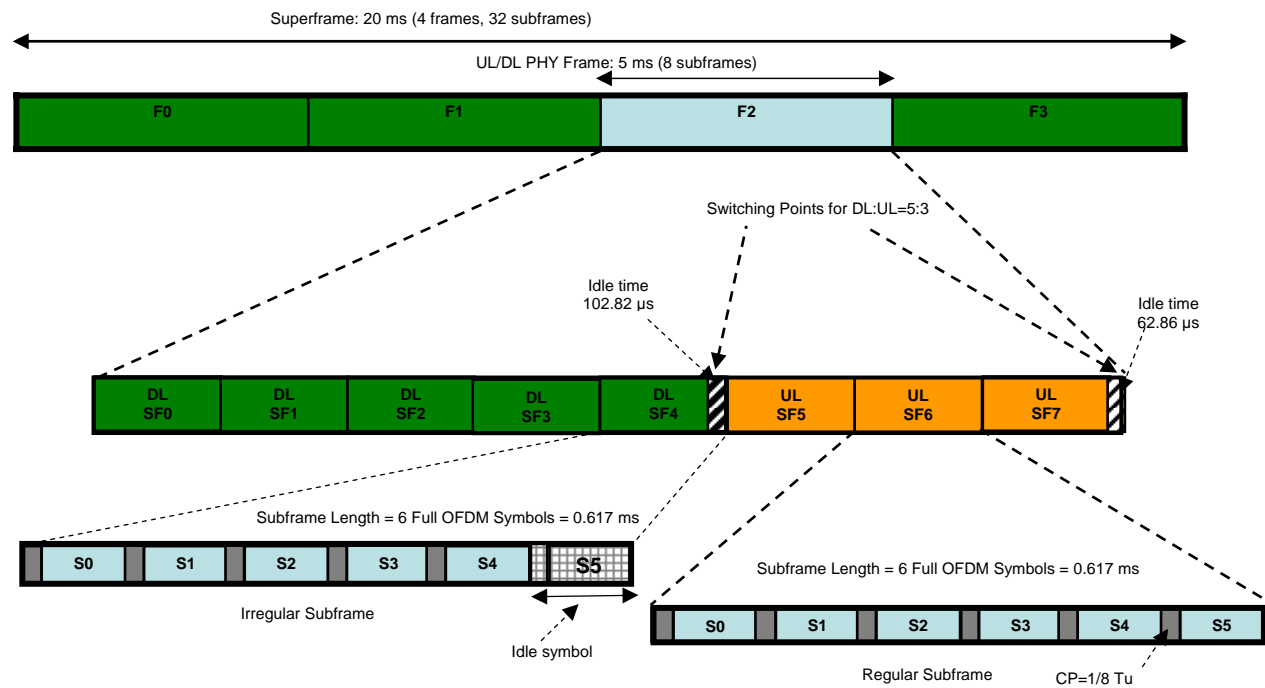 Superframe: 20 ms (4 frames, 32 subframes)
UL/DL PHY Frame: 5 ms (8 subframes)
F0 F1 F2 F3
Switching Points for DL:UL=5:3
Idle time
102.82 µs
Idle time
62.86 µs
DL
SF0
DL
SF1
DL
SF2
DL
SF3
DL
SF4
UL
SF5
UL
SF6
UL
SF7
Subframe Length = 6 Full OFDM Symbols = 0.617 ms
S0 S1 S2 S3 S4 S5
Irregular Subframe
Idle symbol
Subframe Length = 6 Full OFDM Symbols = 0.617 ms
S0 S1 S2 S3 S4 S5
Regular Subframe
CP=1/8 Tu